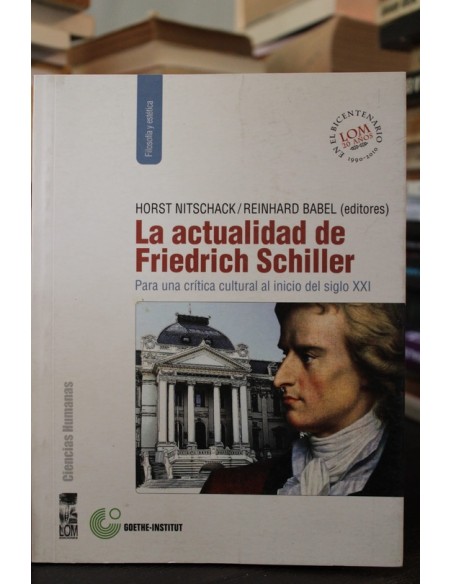 Filosofía y estética
EN EL BICENTENARIO
LOM
20 AÑOS
1990-2010
HORST NITSCHACK/REINHARD BABEL (editores)
La actualidad de
Friedrich Schiller
Para una crítica cultural al inicio del siglo XXI
Ciencias Humanas
LOM
GOETHE-INSTITUT